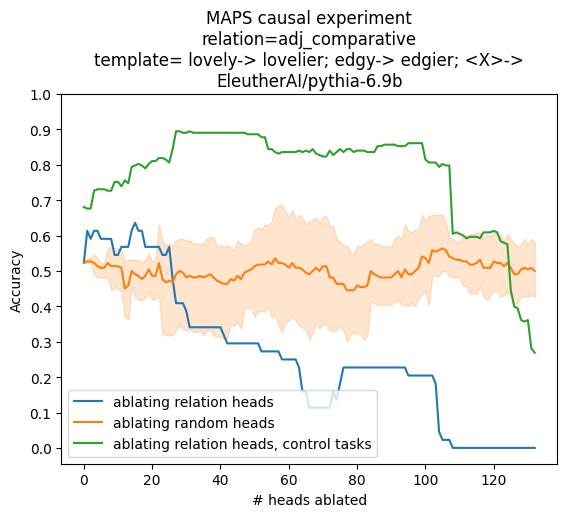 MAPS causal experiment
relation=adj_comparative
template= lovely-> lovelier; edgy-> edgier; <X>->
EleutherAI/pythia-6.9b
1.0
0.9
0.8
0.7
0.6
0.5
0.4
0.3
0.2
0.1
0.0
Accuracy
ablating relation heads
ablating random heads
ablating relation heads, control tasks
0 20 40 60 80 100 120
# heads ablated